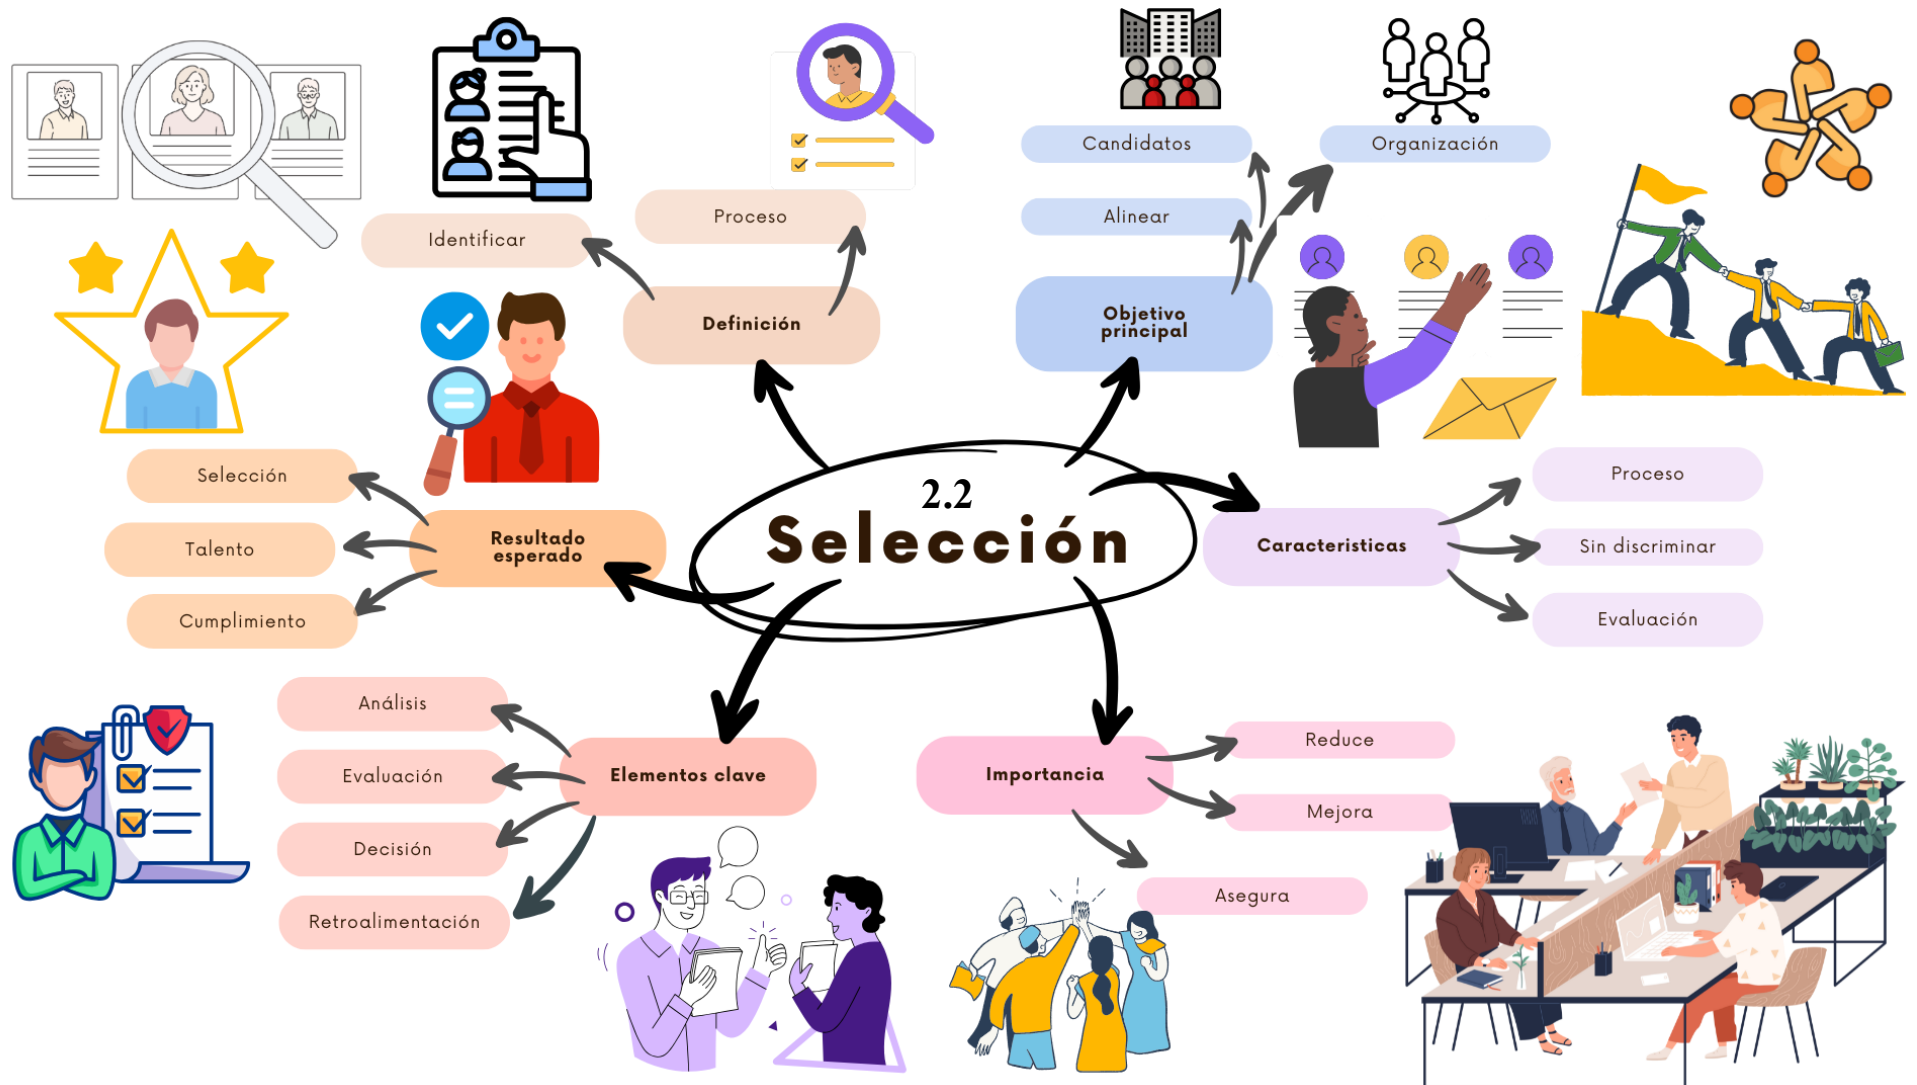 Candidatos
Organización
Proceso
Alinear
Identificar
Definición
Objetivo
principal
Selección
Proceso
2.2
Selección
Resultado
esperado
Talento
Caracteristicas
Sin discriminar
Cumplimiento
Evaluación
Análisis
Evaluación
Elementos clave
Decisión
Retroalimentación
Importancia
Reduce
Mejora
Asegura